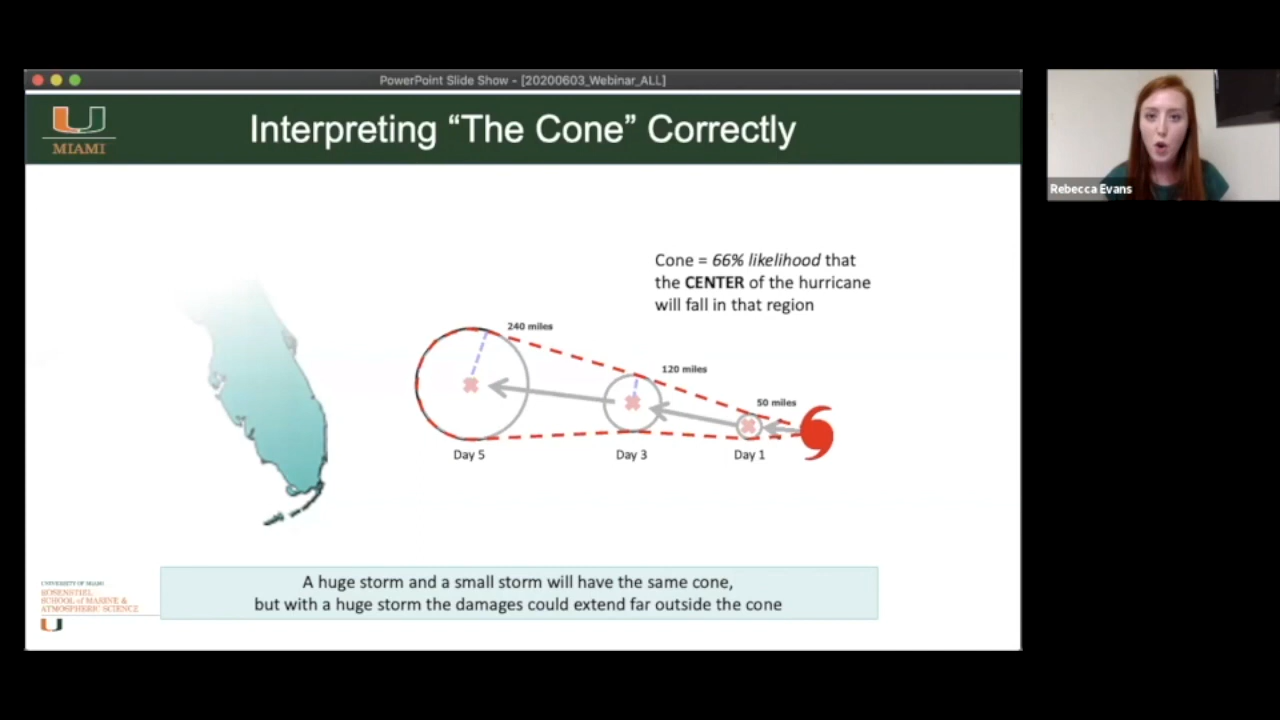 PowerPoint Slide Show - [20200603_Webinar_ALL]
MIAMI
Interpreting “The Cone” Correctly
Rebecca Evans
Cone = 66% likelihood that
the CENTER of the hurricane
will fall in that region
240 miles
120 miles
50 miles
Day 5
Day 3
Day 1
A huge storm and a small storm will have the same cone,
but with a huge storm the damages could extend far outside the cone
UNIVERSITY OF MIAMI
ROSENSTIEL
SCHOOL of MARINE &
ATMOSPHERIC SCIENCE